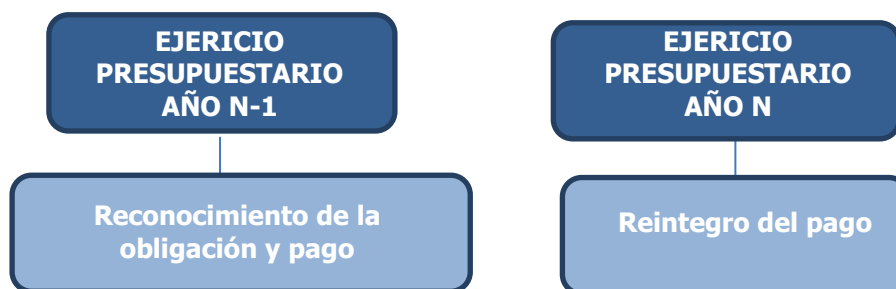 EJERICIO
PRESUPUESTARIO
AÑO N-1
EJERICIO
PRESUPUESTARIO
AÑO N
Reconocimiento de la
obligación y pago
Reintegro del pago